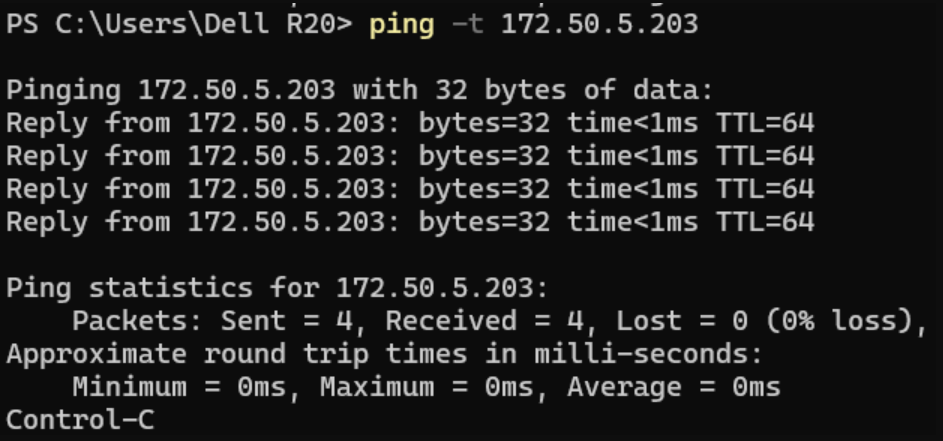 PS C:\Users\Dell R20> ping -t 172.50.5.203
Pinging 172.50.5.203 with 32 bytes of data:
Reply from 172.50.5.203: bytes=32 time<1ms TTL=64
Reply from 172.50.5.203: bytes=32 time<1ms TTL=64
Reply from 172.50.5.203: bytes=32 time<1ms TTL=64
Reply from 172.50.5.203: bytes=32 time<1ms TTL=64
Ping statistics for 172.50.5.203:
    Packets: Sent = 4, Received = 4, Lost = 0 (0% loss),
Approximate round trip times in milli-seconds:
    Minimum = 0ms, Maximum = 0ms, Average = 0ms
Control-C